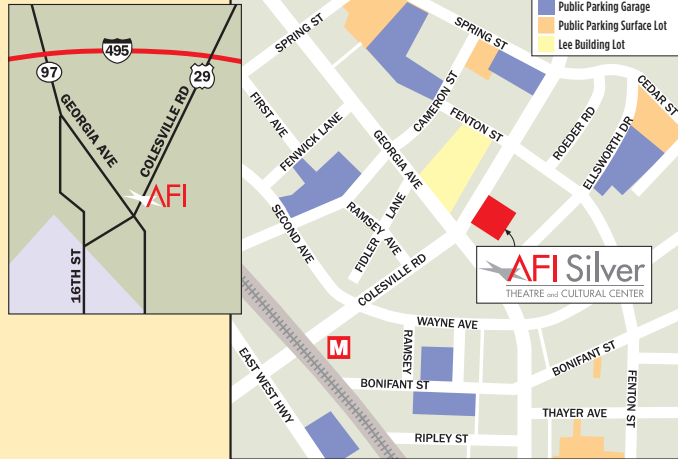 495
97
29
GEORGIA AVE
COLESVILLE RD
AFI
16TH ST
Public Parking Garage
Public Parking Surface Lot
Lee Building Lot
SPRING ST
SPRING ST
CEDAR ST
FIRST AVE
CAMERON ST
FENTON ST
ROEDER RD
ELLSWORTH DR
FENWICK LANE
GEORGIA AVE
SECOND AVE
RAMSEY AVE
FIDLER LANE
COLESVILLE RD
AFI Silver
THEATRE and CULTURAL CENTER
WAYNE AVE
M
EAST WEST HWY
RAMSEY
BONIFANT ST
BONIFANT ST
FENTON ST
THAYER AVE
RIPLEY ST